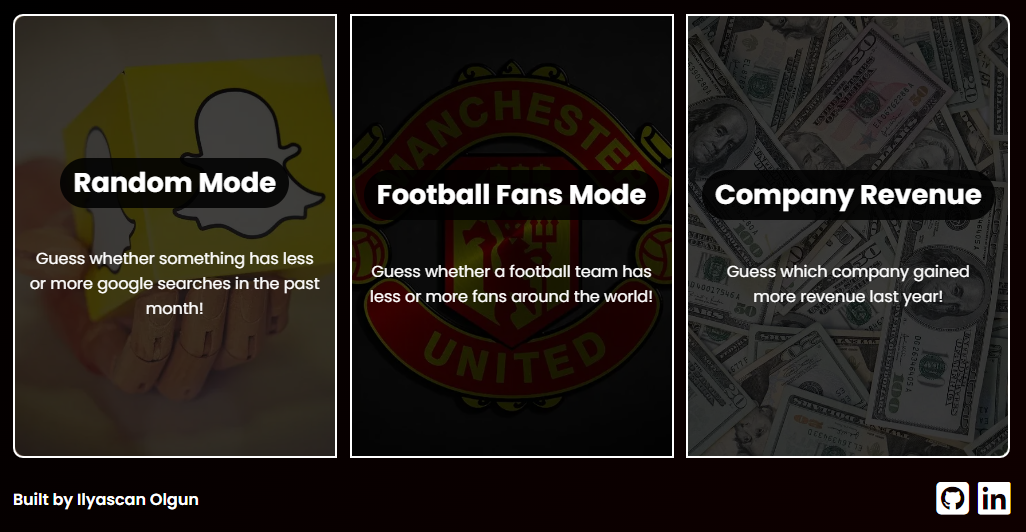 Random Mode
Guess whether something has less
or more google searches in the past
month!
MANCHESTER
UNITED
Football Fans Mode
Guess whether a football team has
less or more fans around the world!
Company Revenue
Guess which company gained
more revenue last year!
Built by Ilyascan Olgun
in